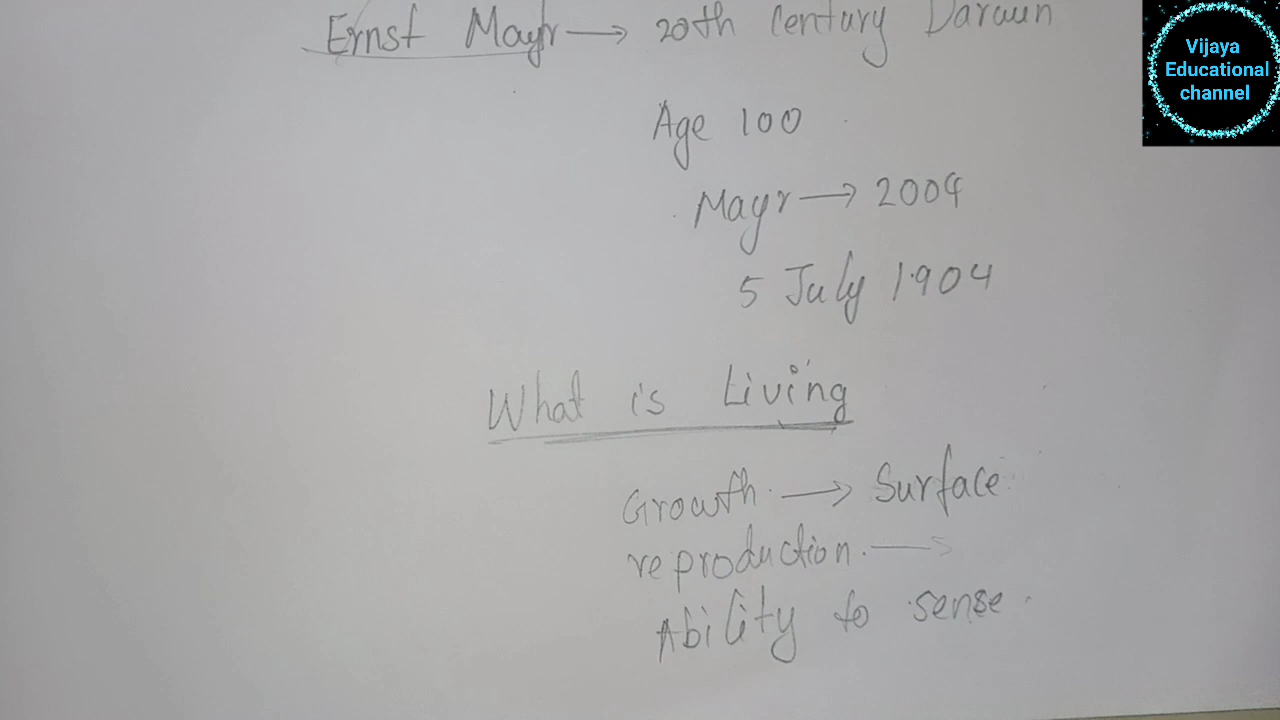 Ernst Mayr → 20th century Darwin
Vijaya
Educational
channel
Age 100
Mayr → 2004
5 July 1904
What is Living
Growth → Surface
reproduction →
Ability to sense